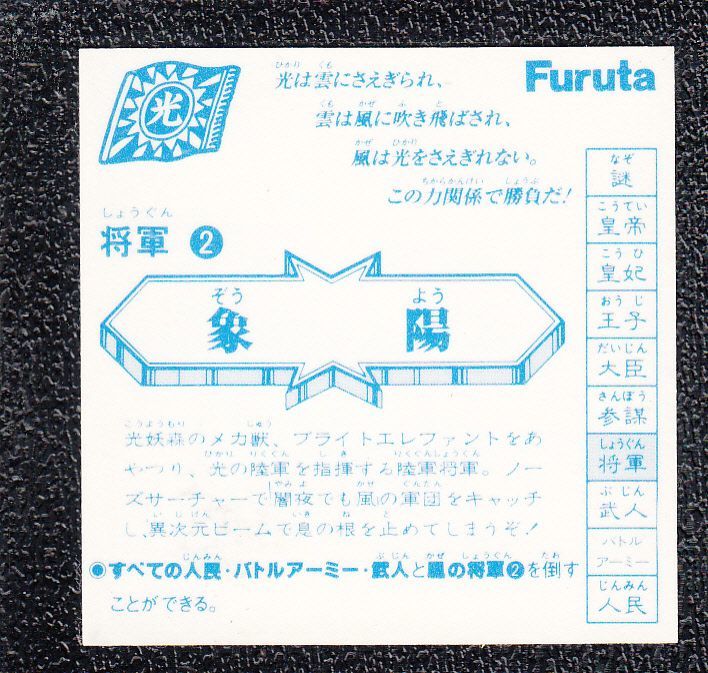 光
光は雲にさえぎられ、
雲は風に吹き飛ばされ、
風は光をさえぎれない。
この力関係で勝負だ!
Furuta
将軍 2
象陽
光妖森のメカ獣、ブライトエレファントをあ
やつり、光の陸軍を指揮する陸軍将軍。ノー
ズサーチャーで闇夜でも風の軍団をキャッチ
し、異次元ビームで息の根を止めてしまうぞ!
●すべての人民・バトルアーミー・武人と風の将軍❷を倒す
ことができる。
謎
皇帝
皇妃
王子
大臣
参謀
将軍
武人
バトル
アーミー
人民